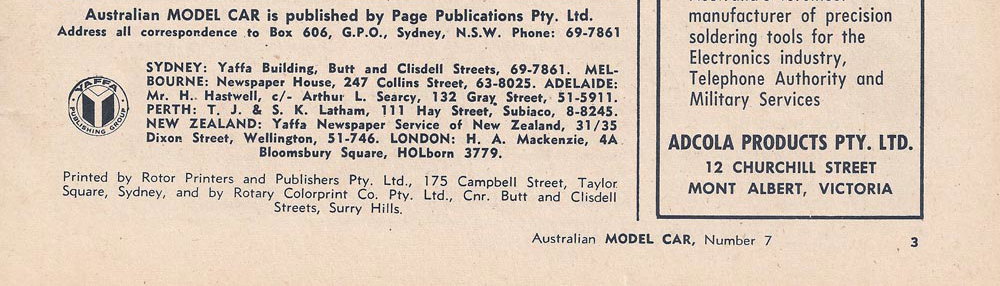 Australian MODEL CAR is published by Page Publications Pty. Ltd.
Address all correspondence to Box 606, G.P.O., Sydney, N.S.W. Phone: 69-7861
YAFFA
PUBLISHING GROUP
SYDNEY: Yaffa Building, Butt and Clisdell Streets, 69-7861. MEL-
BOURNE: Newspaper House, 247 Collins Street, 63-8025. ADELAIDE:
Mr. H. Hastwell, c/- Arthur L. Searcy, 132 Gray Street, 51-5911.
PERTH: T. J. & S. K. Latham, 111 Hay Street, Subiaco, 8-8245.
NEW ZEALAND: Yaffa Newspaper Service of New Zealand, 31/35
Dixon Street, Wellington, 51-746. LONDON: H. A. Mackenzie, 4A
Bloomsbury Square, HOLborn 3779.
Printed by Rotor Printers and Publishers Pty. Ltd., 175 Campbell Street, Taylor
Square, Sydney, and by Rotary Colorprint Co. Pty. Ltd., Cnr. Butt and Clisdell
Streets, Surry Hills.
manufacturer of precision
soldering tools for the
Electronics industry,
Telephone Authority and
Military Services
ADCOLA PRODUCTS PTY. LTD.
12 CHURCHILL STREET
MONT ALBERT, VICTORIA
Australian MODEL CAR, Number 7
3